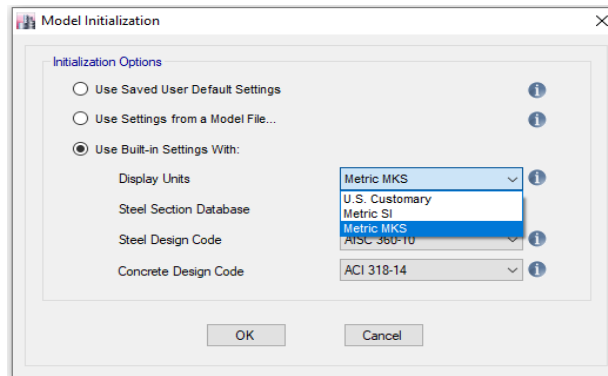 Model Initialization
Initialization Options
Use Saved User Default Settings
Use Settings from a Model File...
Use Built-in Settings With:
Display Units Metric MKS
U.S. Customary
Metric SI
Steel Section Database
Metric MKS
Steel Design Code AISC 360-10
Concrete Design Code ACI 318-14
OK Cancel